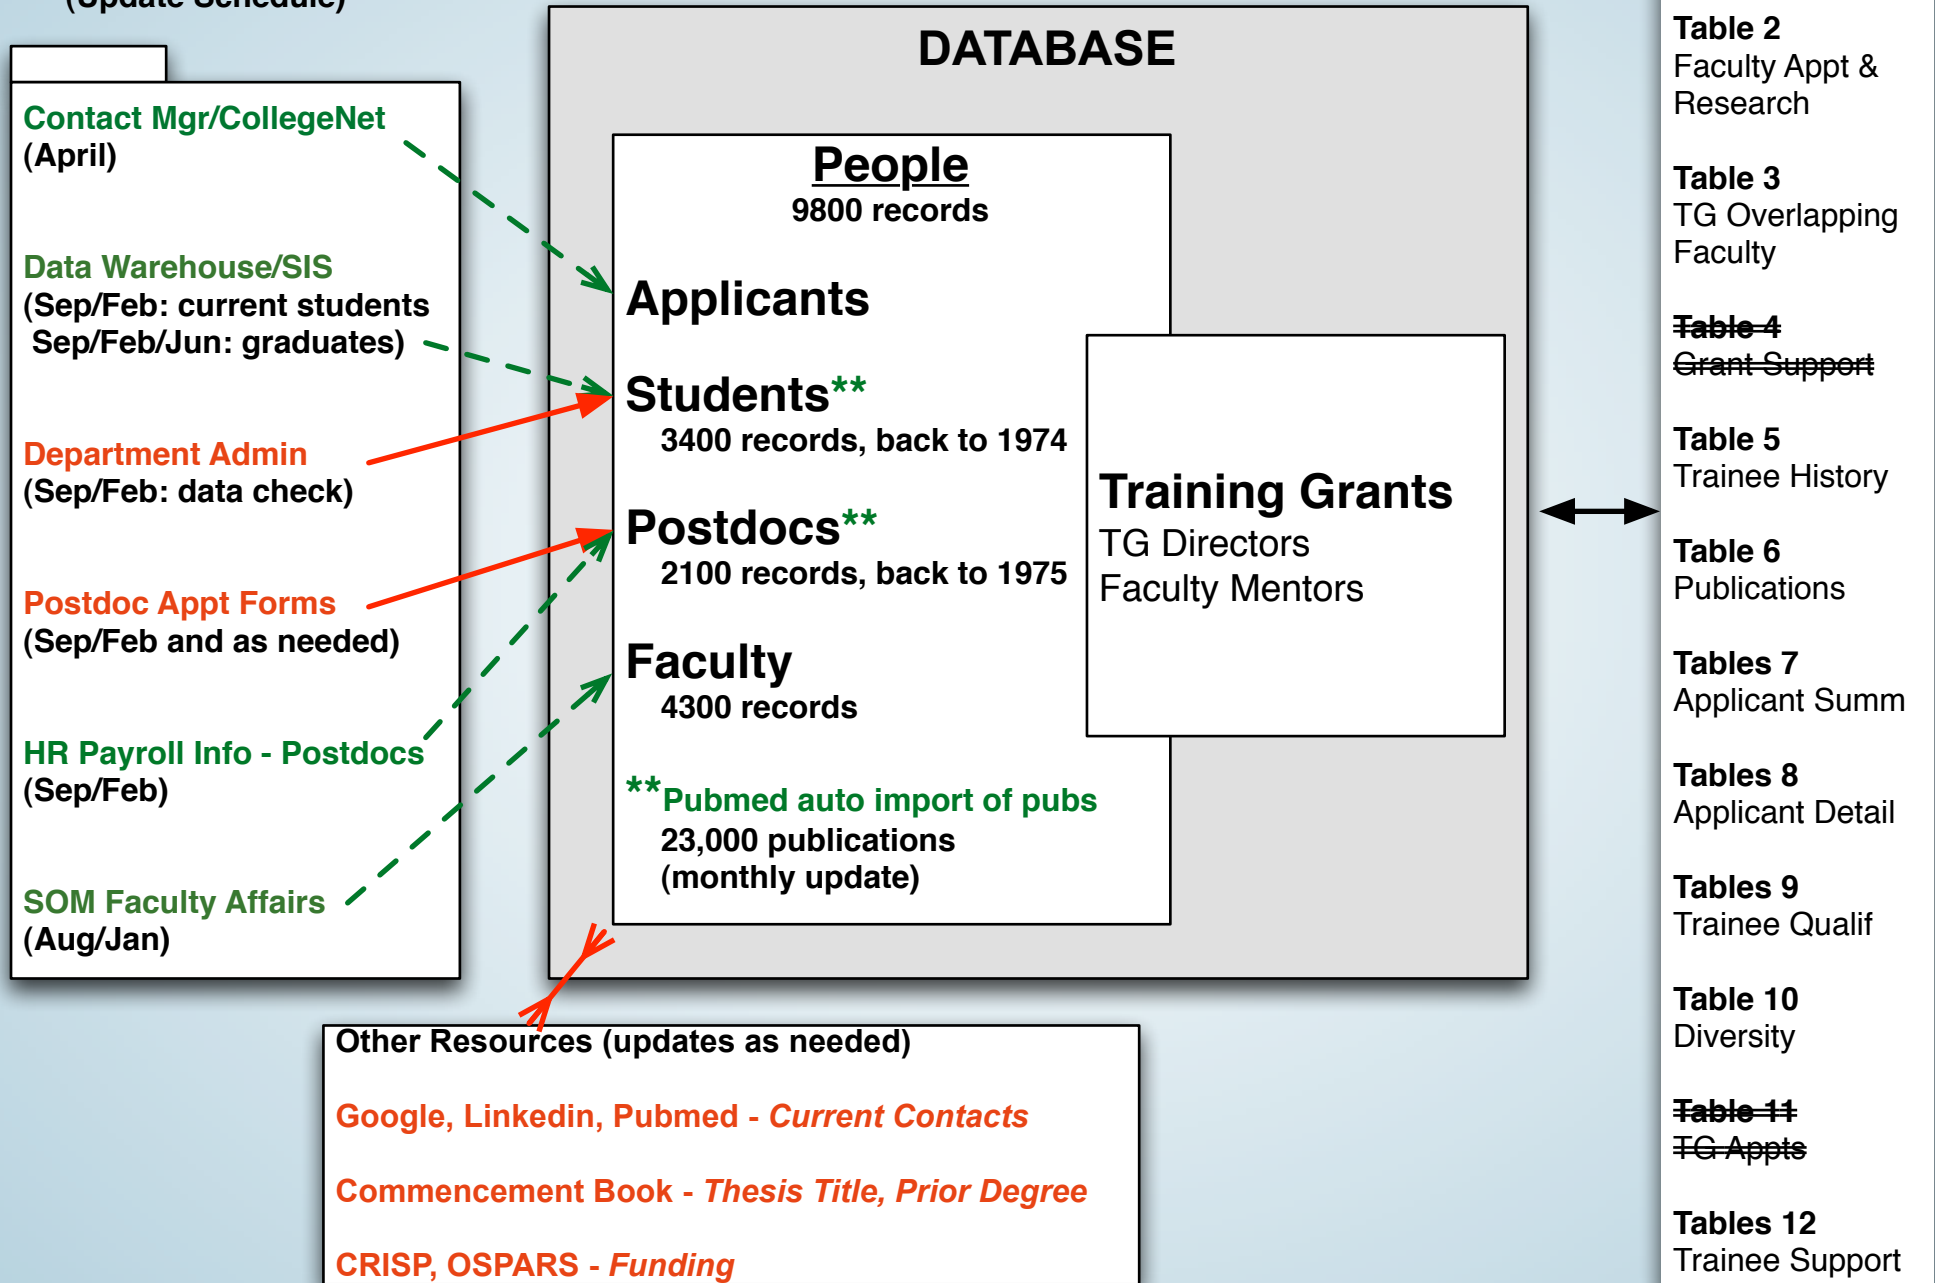 (Update Schedule)
Contact Mgr/CollegeNet
(April)
Data Warehouse/SIS
(Sep/Feb: current students
Sep/Feb/Jun: graduates)
Department Admin
(Sep/Feb: data check)
Postdoc Appt Forms
(Sep/Feb and as needed)
HR Payroll Info - Postdocs
(Sep/Feb)
SOM Faculty Affairs
(Aug/Jan)
DATABASE
People
9800 records
Applicants
Students**
3400 records, back to 1974
Postdocs**
2100 records, back to 1975
Faculty
4300 records
**Pubmed auto import of pubs
23,000 publications
(monthly update)
Training Grants
TG Directors
Faculty Mentors
Other Resources (updates as needed)
Google, Linkedin, Pubmed - Current Contacts
Commencement Book - Thesis Title, Prior Degree
CRISP, OSPARS - Funding
Table 2
Faculty Appt &
Research
Table 3
TG Overlapping
Faculty
Table 4
Grant Support
Table 5
Trainee History
Table 6
Publications
Tables 7
Applicant Summ
Tables 8
Applicant Detail
Tables 9
Trainee Qualif
Table 10
Diversity
Table 11
TG Appts
Tables 12
Trainee Support